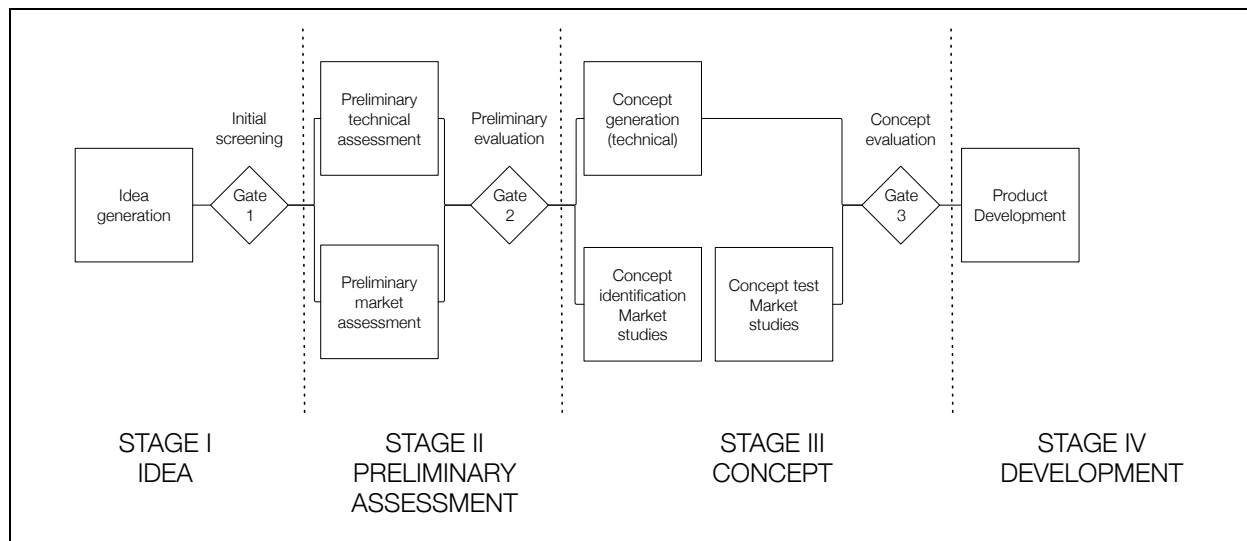 Initial
screening
Idea
generation
Gate
1
Preliminary
technical
assessment
Preliminary
market
assessment
Preliminary
evaluation
Gate
2
Concept
generation
(technical)
Concept
identification
Market
studies
Concept test
Market
studies
Concept
evaluation
Gate
3
Product
Development
STAGE I
IDEA
STAGE II
PRELIMINARY
ASSESSMENT
STAGE III
CONCEPT
STAGE IV
DEVELOPMENT